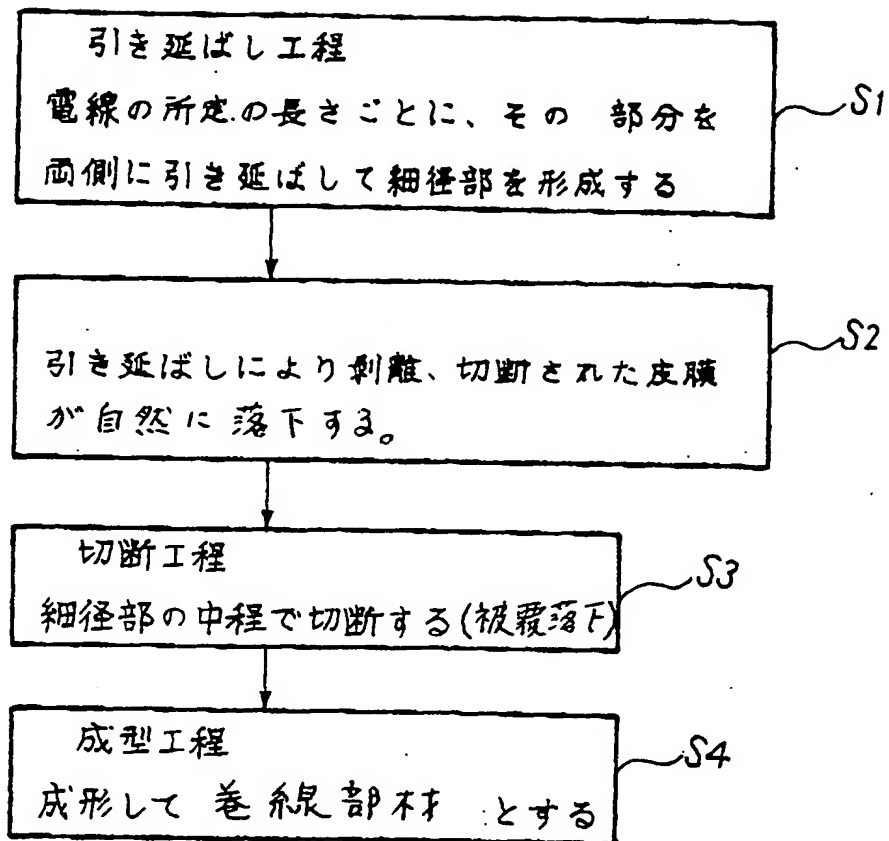 引き延ばし工程
電線の所定の長さごとに、その 部分を
両側に引き延ばして細径部を形成する
S1
引き延ばしにより剥離、切断された皮膜
が自然に落下する。
S2
切断工程
細径部の中程で切断する(被覆落下)
S3
成型工程
成形して巻線部材 とする
S4